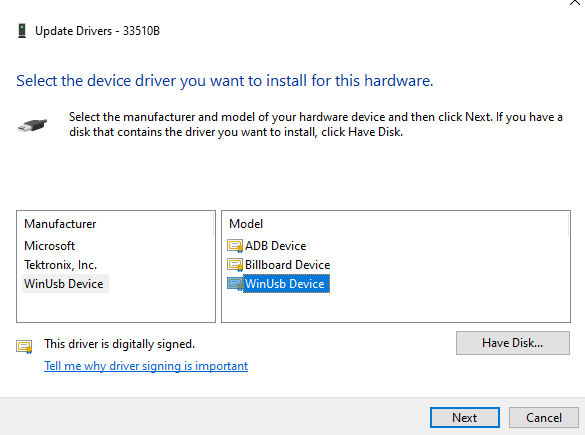 Update Drivers - 33510B
Select the device driver you want to install for this hardware.
Select the manufacturer and model of your hardware device and then click Next. If you have a
disk that contains the driver you want to install, click Have Disk.
Manufacturer
Microsoft
Tektronix, Inc.
WinUsb Device
Model
ADB Device
Billboard Device
WinUsb Device
This driver is digitally signed.
Tell me why driver signing is important
Have Disk...
Next
Cancel